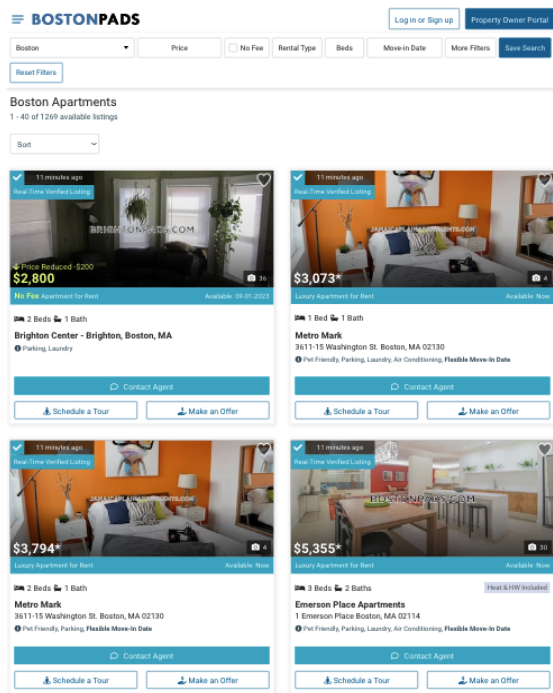 BOSTONPADS
Log in or Sign up
Property Owner Portal
Boston
Price
No Fee
Rental Type
Beds
Move-in Date
More Filters
Save Search
Reset Filters
Boston Apartments
1 - 40 of 1269 available listings
Sort
11 minutes ago
Real-Time Verified Listing
BRIGHTONPADS.COM
Price Reduced -$200
$2,800
36
No Fee Apartment for Rent
Available: 09-01-2023
2 Beds 1 Bath
Brighton Center - Brighton, Boston, MA
Parking, Laundry
Contact Agent
Schedule a Tour
Make an Offer
11 minutes ago
Real-Time Verified Listing
JAMAICAPLAINAPARTMENTS.COM
$3,073*
4
Luxury Apartment for Rent
Available: Now
1 Bed 1 Bath
Metro Mark
3611-15 Washington St. Boston, MA 02130
Pet Friendly, Parking, Laundry, Air Conditioning, Flexible Move-In Date
Contact Agent
Schedule a Tour
Make an Offer
11 minutes ago
Real-Time Verified Listing
JAMAICAPLAINAPARTMENTS.COM
$3,794*
4
Luxury Apartment for Rent
Available: Now
2 Beds 1 Bath
Metro Mark
3611-15 Washington St. Boston, MA 02130
Pet Friendly, Parking, Flexible Move-In Date
Contact Agent
Schedule a Tour
Make an Offer
11 minutes ago
Real-Time Verified Listing
BOSTONPADS.COM
$5,355*
30
Luxury Apartment for Rent
Available: Now
3 Beds 2 Baths
Heat & HW Included
Emerson Place Apartments
1 Emerson Place Boston, MA 02114
Pet Friendly, Parking, Laundry, Air Conditioning, Flexible Move-In Date
Contact Agent
Schedule a Tour
Make an Offer